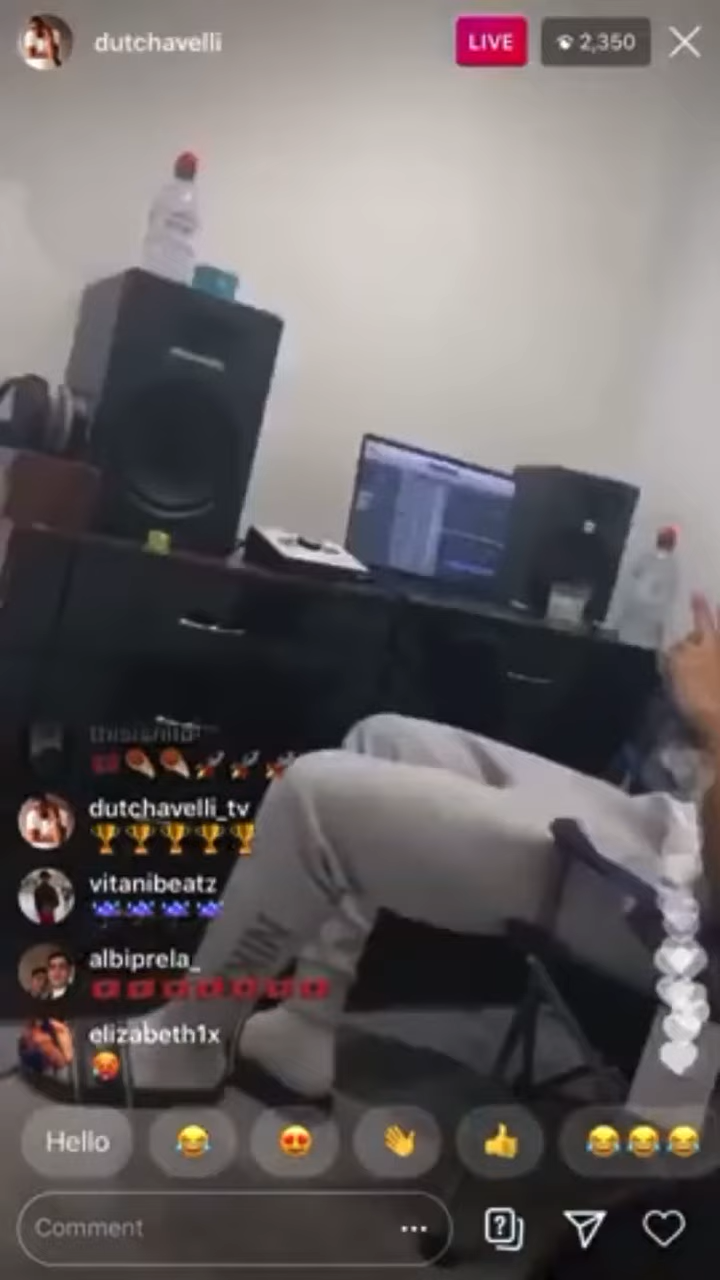 dutchavelli
LIVE
2,350
dutchavelli_tv
vitanibeatz
albiprela_
elizabeth1x
Hello
Comment